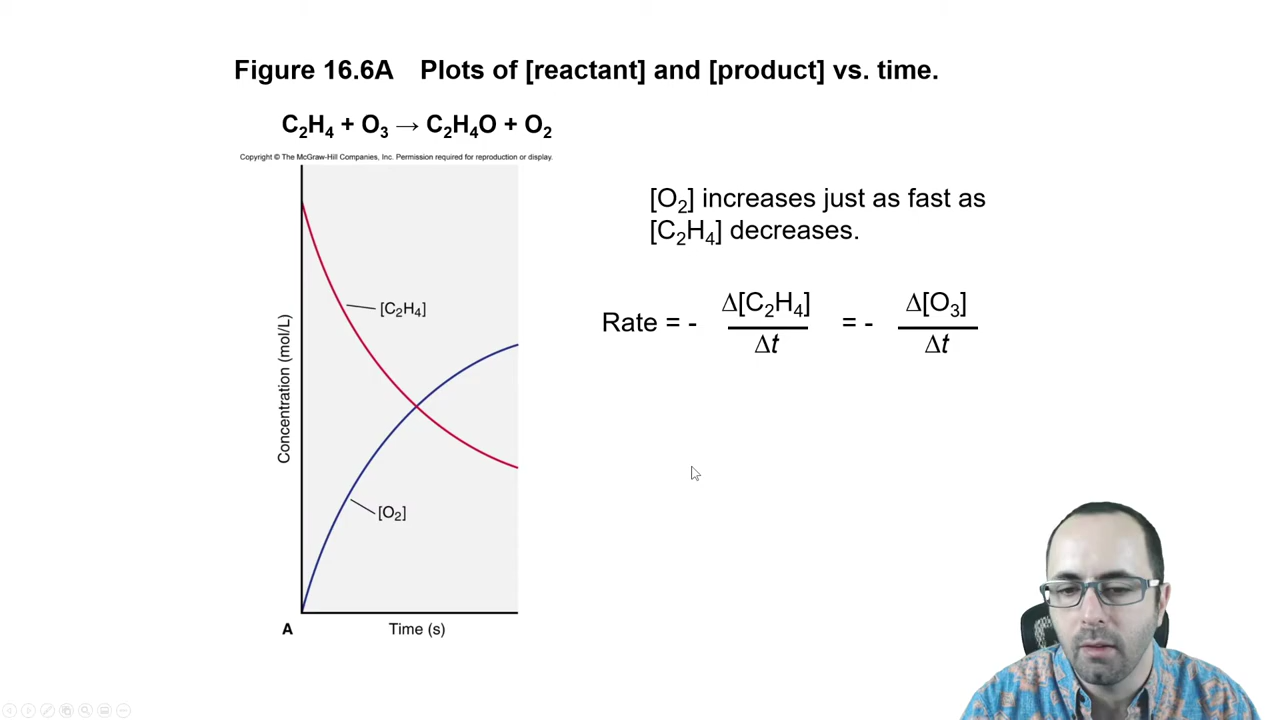 Figure 16.6A Plots of [reactant] and [product] vs. time.
C₂H₄ + O₃ → C₂H₄O + O₂
Copyright © The McGraw-Hill Companies, Inc. Permission required for reproduction or display.
[O₂] increases just as fast as
[C₂H₄] decreases.
Rate = - Δ[C₂H₄] = - Δ[O₃]
Δt Δt
Concentration (mol/L)
[C₂H₄]
[O₂]
A
Time (s)